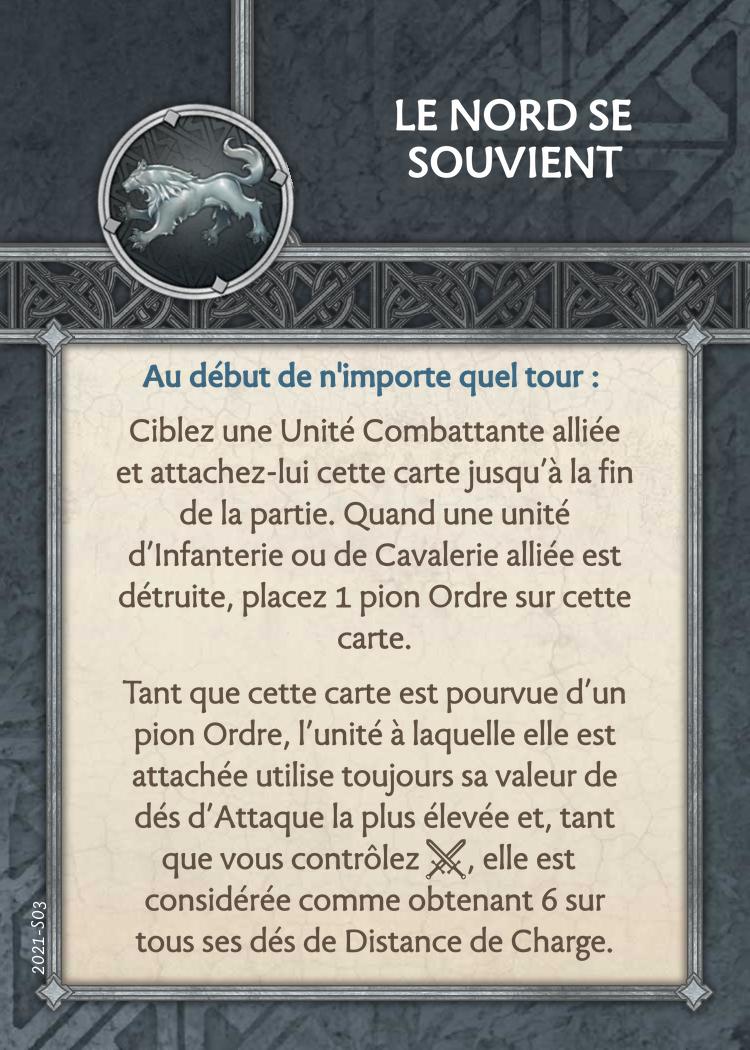 LE NORD SE
SOUVIENT
Au début de n'importe quel tour :
Ciblez une Unité Combattante alliée
et attachez-lui cette carte jusqu’à la fin
de la partie. Quand une unité
d’Infanterie ou de Cavalerie alliée est
détruite, placez 1 pion Ordre sur cette
carte.
Tant que cette carte est pourvue d’un
pion Ordre, l’unité à laquelle elle est
attachée utilise toujours sa valeur de
dés d’Attaque la plus élevée et, tant
que vous contrôlez , elle est
considérée comme obtenant 6 sur
tous ses dés de Distance de Charge.
2021-S03